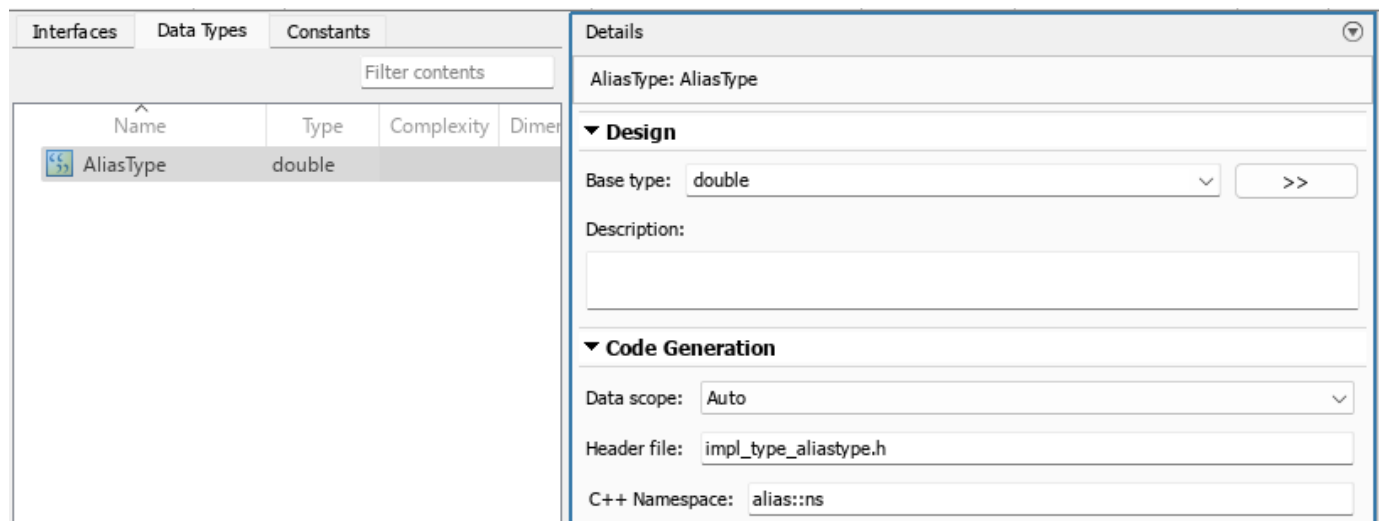 Interfaces Data Types Constants
Filter contents
Name Type Complexity
AliasType double
Details
AliasType: AliasType
Design
Base type: double >>
Description:
Code Generation
Data scope: Auto
Header file: impl_type_aliastype.h
C++ Namespace: alias::ns